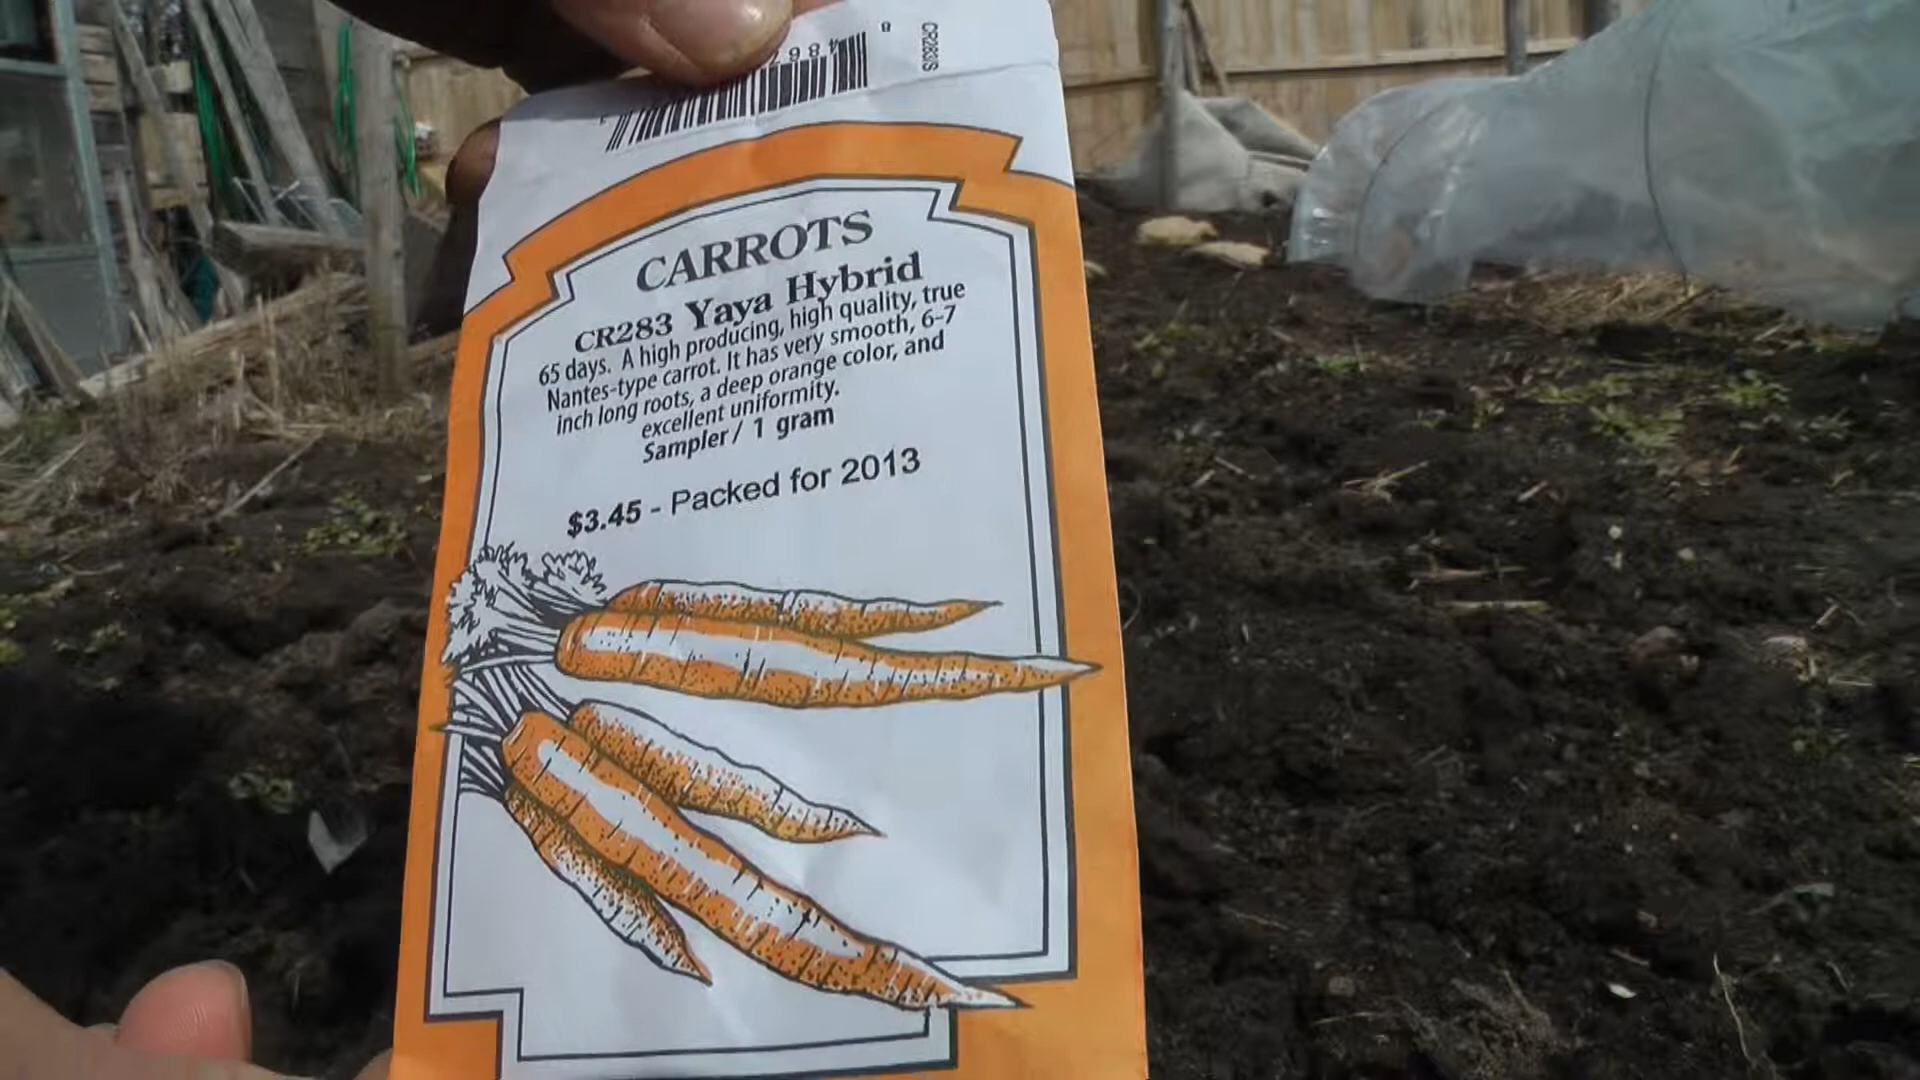 CR283/S
CARROTS
CR283 Yaya Hybrid
65 days. A high producing, high quality, true
Nantes-type carrot. It has very smooth, 6-7
inch long roots, a deep orange color, and
excellent uniformity.
Sampler / 1 gram
$3.45 - Packed for 2013